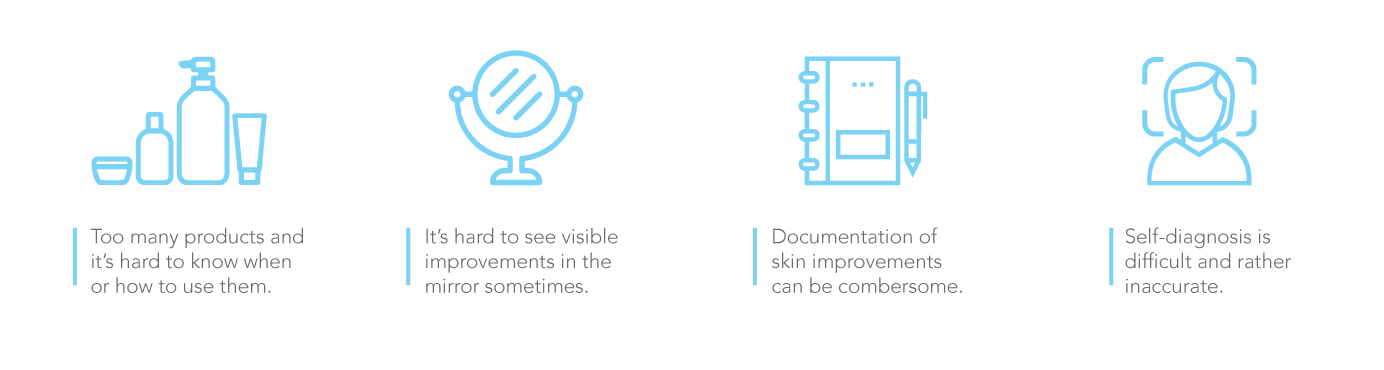 Too many products and
it's hard to know when
or how to use them.
It's hard to see visible
improvements in the
mirror sometimes.
Documentation of
skin improvements
can be combersome.
Self-diagnosis is
difficult and rather
inaccurate.